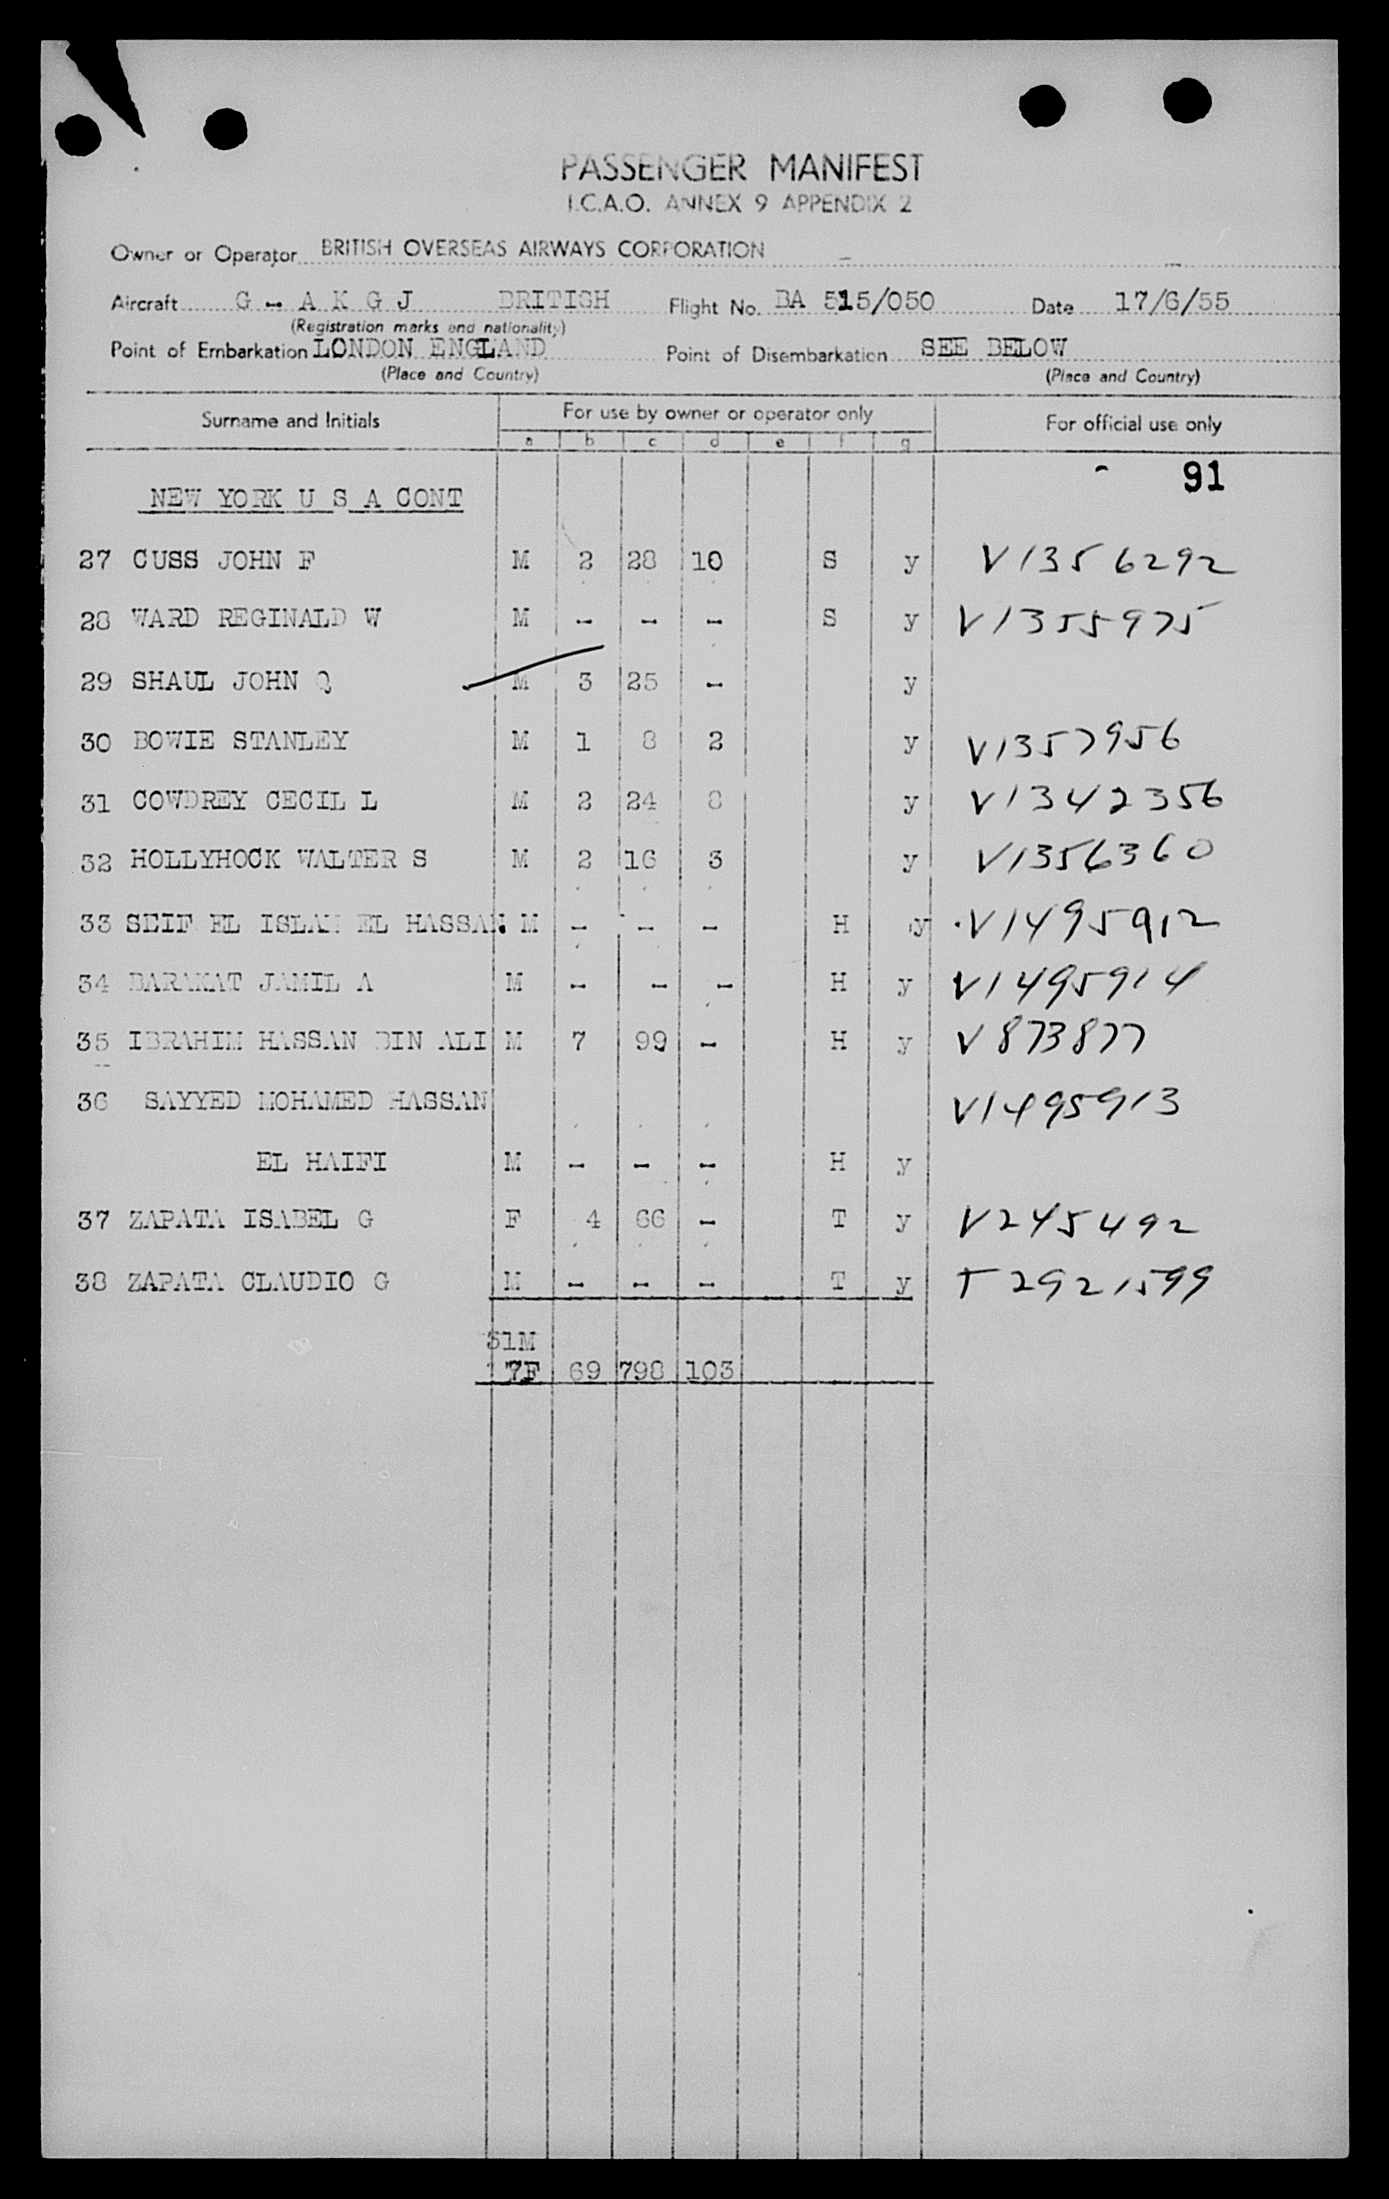 PASSENGER MANIFEST
I.C.A.O. ANNEX 9 APPENDIX 2
Owner or Operator BRITISH OVERSEAS AIRWAYS CORPORATION
Aircraft G - A K G J BRITISH Flight No. BA 515/050 Date 17/6/55
(Registration marks and nationality)
Point of Embarkation LONDON ENGLAND Point of Disembarkation SEE BELOW
(Place and Country) (Place and Country)
Surname and Initials For use by owner or operator only For official use only
a b c d e f g
91
NEW YORK U S A CONT
27 CUSS JOHN F M 2 28 10 S y V1356292
28 WARD REGINALD W M - - - S y V1355975
29 SHAUL JOHN Q M 3 25 - y
30 BOWIE STANLEY M 1 8 2 y V1357956
31 COWDREY CECIL L M 2 24 8 y V1342356
32 HOLLYHOCK WALTER S M 2 16 3 y V1356360
33 SEIF EL ISLAM EL HASSAN M - - - H y V1495912
34 BARAKAT JAMIL A M - - - H y V1495914
35 IBRAHIM HASSAN BIN ALI M 7 99 - H y V873877
36 SAYYED MOHAMED HASSAN V1495913
EL HAIFI M - - - H y
37 ZAPATA ISABEL G F 4 66 - T y V245492
38 ZAPATA CLAUDIO G M - - - T y T2921599
31M
7F 69 798 103